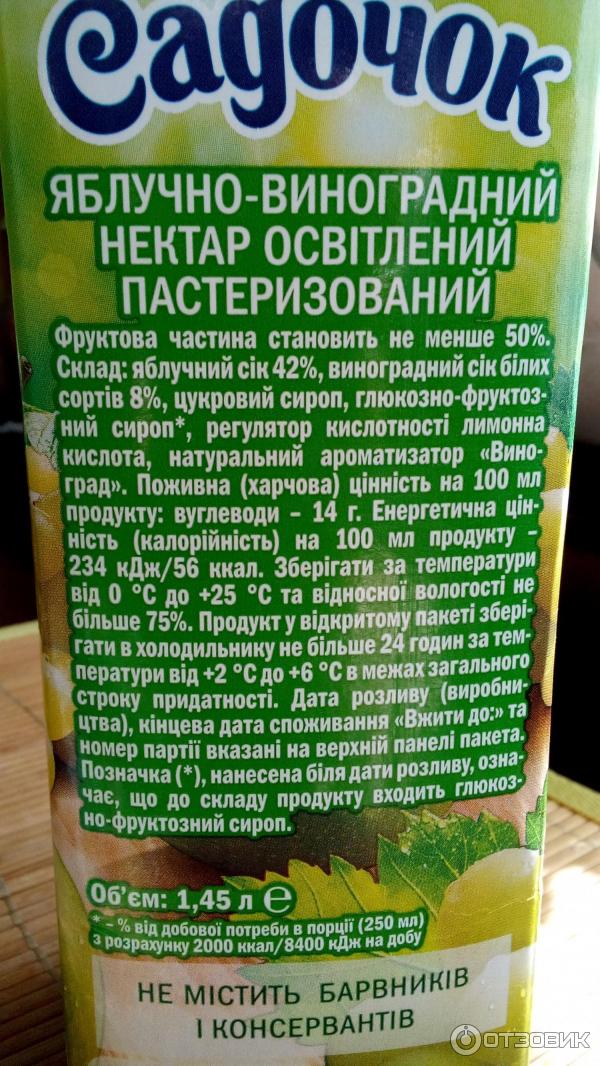 Садочок
ЯБЛУЧНО-ВИНОГРАДНИЙ
НЕКТАР ОСВІТЛЕНИЙ
ПАСТЕРИЗОВАНИЙ
Фруктова частина становить не менше 50%.
Склад: яблучний сік 42%, виноградний сік білих
сортів 8%, цукровий сироп, глюкозно-фруктоз-
ний сироп*, регулятор кислотності лимонна
кислота, натуральний ароматизатор «Вино-
град». Поживна (харчова) цінність на 100 мл
продукту: вуглеводи – 14 г. Енергетична цін-
ність (калорійність) на 100 мл продукту –
234 кДж/56 ккал. Зберігати за температури
від 0 °С до +25 °С та відносної вологості не
більше 75%. Продукт у відкритому пакеті збері-
гати в холодильнику не більше 24 годин за тем-
ператури від +2 °С до +6 °С в межах загального
строку придатності. Дата розливу (виробни-
цтва), кінцева дата споживання «Вжити до:» та
номер партії вказані на верхній панелі пакета.
Позначка (*), нанесена біля дати розливу, озна-
чає, що до складу продукту входить глюкоз-
но-фруктозний сироп.
Об'єм: 1,45 л ℮
* – % від добової потреби в порції (250 мл)
з розрахунку 2000 ккал/8400 кДж на добу
НЕ МІСТИТЬ БАРВНИКІВ
І КОНСЕРВАНТІВ
ОТЗОВИК